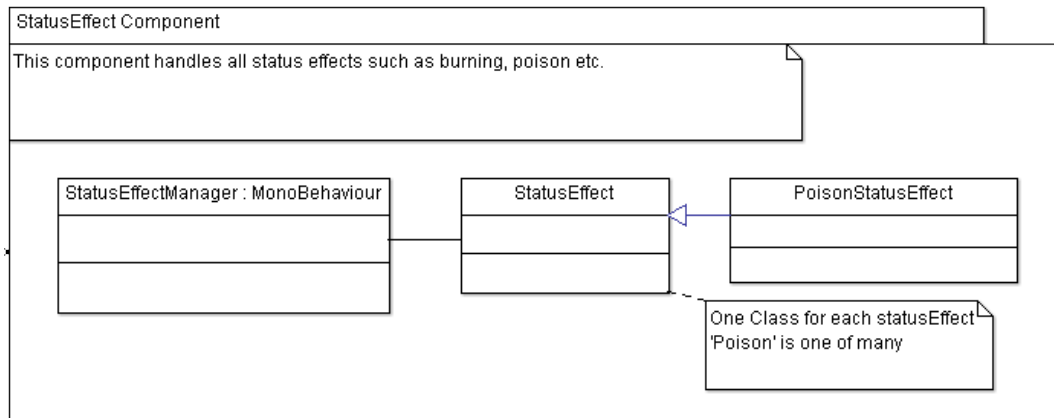 StatusEffect Component
This component handles all status effects such as burning, poison etc.
StatusEffectManager : MonoBehaviour
StatusEffect
PoisonStatusEffect
One Class for each statusEffect
'Poison' is one of many